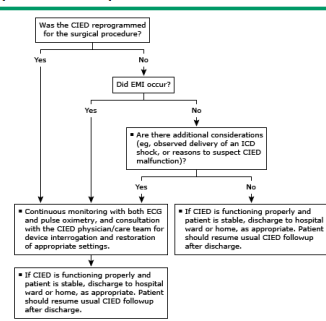 Was the CIED reprogrammed
for the surgical procedure?
Yes
No
Did EMI occur?
Yes
No
▪ Are there additional considerations
(eg, observed delivery of an ICD
shock, or reasons to suspect CIED
malfunction)?
Yes
No
▪ Continuous monitoring with both ECG
and pulse oximetry, and consultation
with the CIED physician/care team for
device interrogation and restoration
of appropriate settings.
▪ If CIED is functioning properly and
patient is stable, discharge to hospital
ward or home, as appropriate. Patient
should resume usual CIED followup
after discharge.
▪ If CIED is functioning properly and
patient is stable, discharge to hospital
ward or home, as appropriate. Patient
should resume usual CIED followup
after discharge.